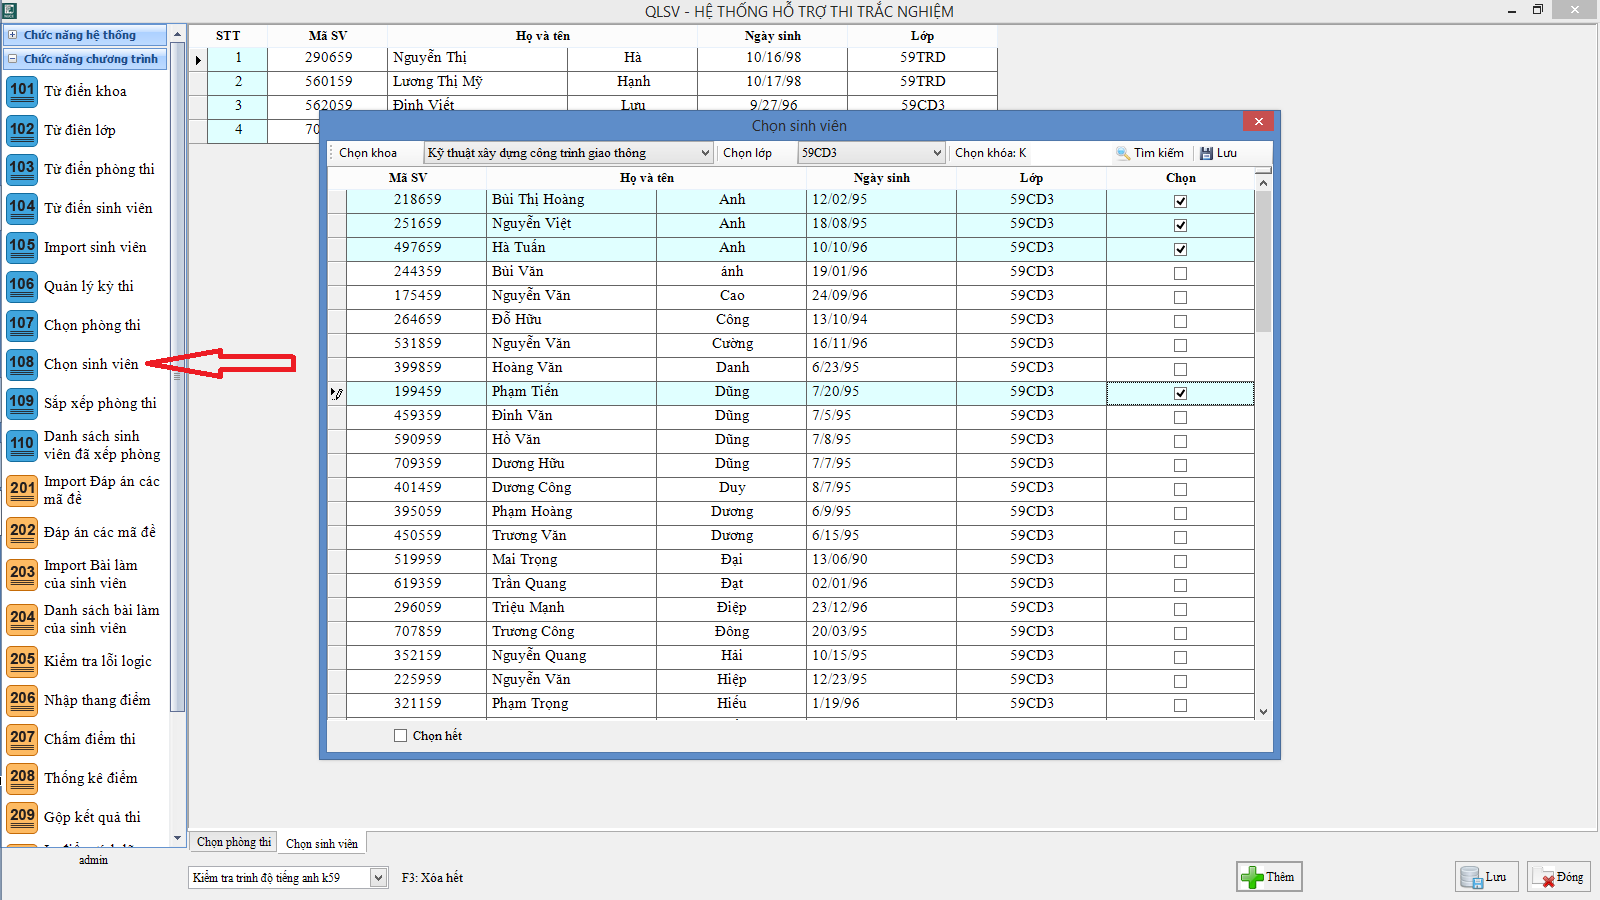 QLSV - HỆ THỐNG HỖ TRỢ THI TRẮC NGHIỆM
Chức năng hệ thống
Chức năng chương trình
101 Từ điển khoa
102 Từ điên lớp
103 Từ điển phòng thi
104 Từ điển sinh viên
105 Import sinh viên
106 Quản lý kỳ thi
107 Chọn phòng thi
108 Chọn sinh viên
109 Sắp xếp phòng thi
110 Danh sách sinh
viên đã xếp phòng
201 Import Đáp án các
mã đề
202 Đáp án các mã đề
203 Import Bài làm
của sinh viên
204 Danh sách bài làm
của sinh viên
205 Kiểm tra lỗi logic
206 Nhập thang điểm
207 Chấm điểm thi
208 Thống kê điểm
209 Gộp kết quả thi
admin
STT Mã SV Họ và tên Ngày sinh Lớp
1 290659 Nguyễn Thị Hà 10/16/98 59TRD
2 560159 Lương Thị Mỹ Hạnh 10/17/98 59TRD
3 562059 Đinh Viết Lưu 9/27/96 59CD3
4 70
Chọn sinh viên
Chọn khoa Kỹ thuật xây dựng công trình giao thông Chọn lớp 59CD3 Chọn khóa: K Tìm kiếm Lưu
Mã SV Họ và tên Ngày sinh Lớp Chọn
218659 Bùi Thị Hoàng Anh 12/02/95 59CD3
251659 Nguyễn Việt Anh 18/08/95 59CD3
497659 Hà Tuấn Anh 10/10/96 59CD3
244359 Bùi Văn ánh 19/01/96 59CD3
175459 Nguyễn Văn Cao 24/09/96 59CD3
264659 Đỗ Hữu Công 13/10/94 59CD3
531859 Nguyễn Văn Cường 16/11/96 59CD3
399859 Hoàng Văn Danh 6/23/95 59CD3
199459 Phạm Tiến Dũng 7/20/95 59CD3
459359 Đinh Văn Dũng 7/5/95 59CD3
590659 Hồ Văn Dũng 7/8/95 59CD3
709359 Dương Hữu Dũng 7/7/95 59CD3
401459 Dương Công Duy 8/7/95 59CD3
395059 Phạm Hoàng Dương 6/9/95 59CD3
450559 Trương Văn Dương 6/15/95 59CD3
519959 Mai Trọng Đại 13/06/90 59CD3
619359 Trần Quang Đạt 02/01/96 59CD3
296059 Triệu Mạnh Điệp 23/12/96 59CD3
707859 Trương Công Đông 20/03/95 59CD3
352159 Nguyễn Quang Hải 10/15/95 59CD3
225959 Nguyễn Văn Hiệp 12/23/95 59CD3
321159 Phạm Trọng Hiếu 1/19/96 59CD3
Chọn hết
Chọn phòng thi Chọn sinh viên
Kiểm tra trình độ tiếng anh k59 F3: Xóa hết Thêm Lưu Đóng